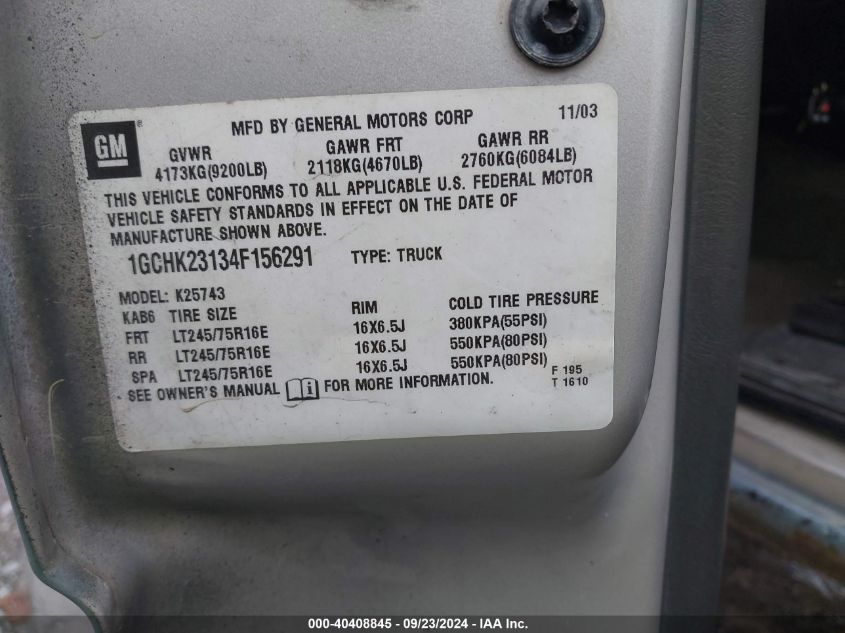 GM
MFD BY GENERAL MOTORS CORP 11/03
GVWR GAWR FRT GAWR RR
4173KG(9200LB) 2118KG(4670LB) 2760KG(6084LB)
THIS VEHICLE CONFORMS TO ALL APPLICABLE U.S. FEDERAL MOTOR
VEHICLE SAFETY STANDARDS IN EFFECT ON THE DATE OF
MANUFACTURE SHOWN ABOVE.
1GCHK23134F156291 TYPE: TRUCK
MODEL: K25743
KAB6 TIRE SIZE RIM COLD TIRE PRESSURE
FRT LT245/75R16E 16X6.5J 380KPA(55PSI)
RR LT245/75R16E 16X6.5J 550KPA(80PSI)
SPA LT245/75R16E 16X6.5J 550KPA(80PSI)
SEE OWNER'S MANUAL FOR MORE INFORMATION.
F 195
T 1610
000-40408845 - 09/23/2024 - IAA Inc.